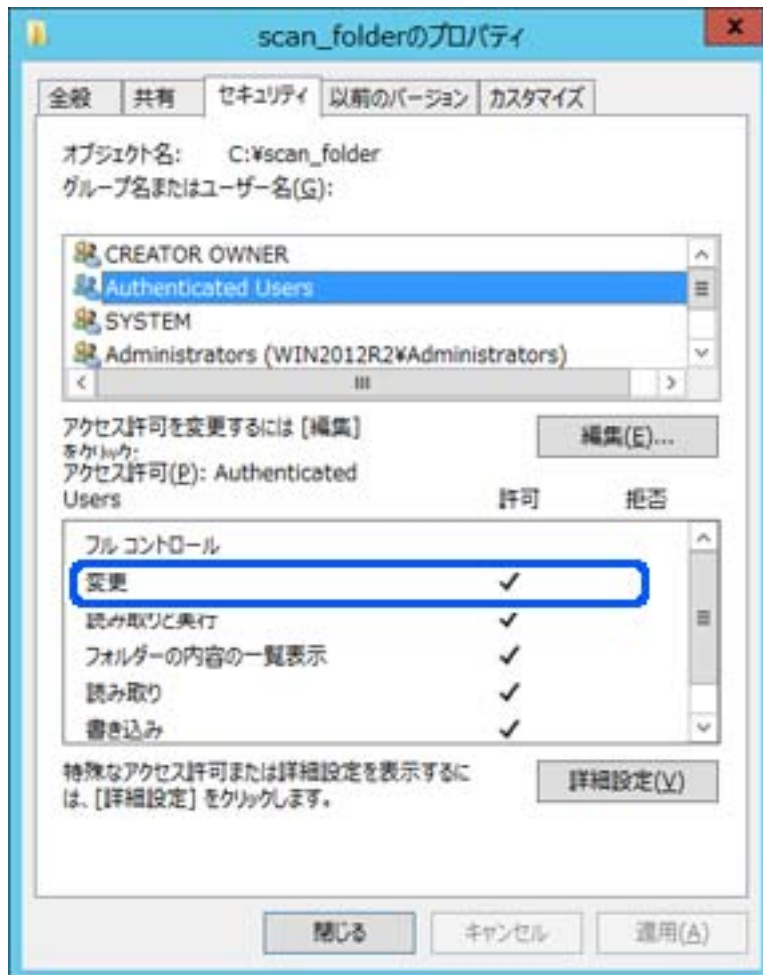 scan_folderのプロパティ
全般 共有 セキュリティ 以前のバージョン カスタマイズ
オブジェクト名: C:¥scan_folder
グループ名またはユーザー名(G):
CREATOR OWNER
Authenticated Users
SYSTEM
Administrators (WIN2012R2¥Administrators)
アクセス許可を変更するには [編集]
をクリック:
編集(E)...
アクセス許可(P): Authenticated
Users 許可 拒否
フル コントロール
変更
読み取りと実行
フォルダーの内容の一覧表示
読み取り
書き込み
特殊なアクセス許可または詳細設定を表示するに
は、[詳細設定] をクリックします。
詳細設定(V)
閉じる キャンセル 適用(A)